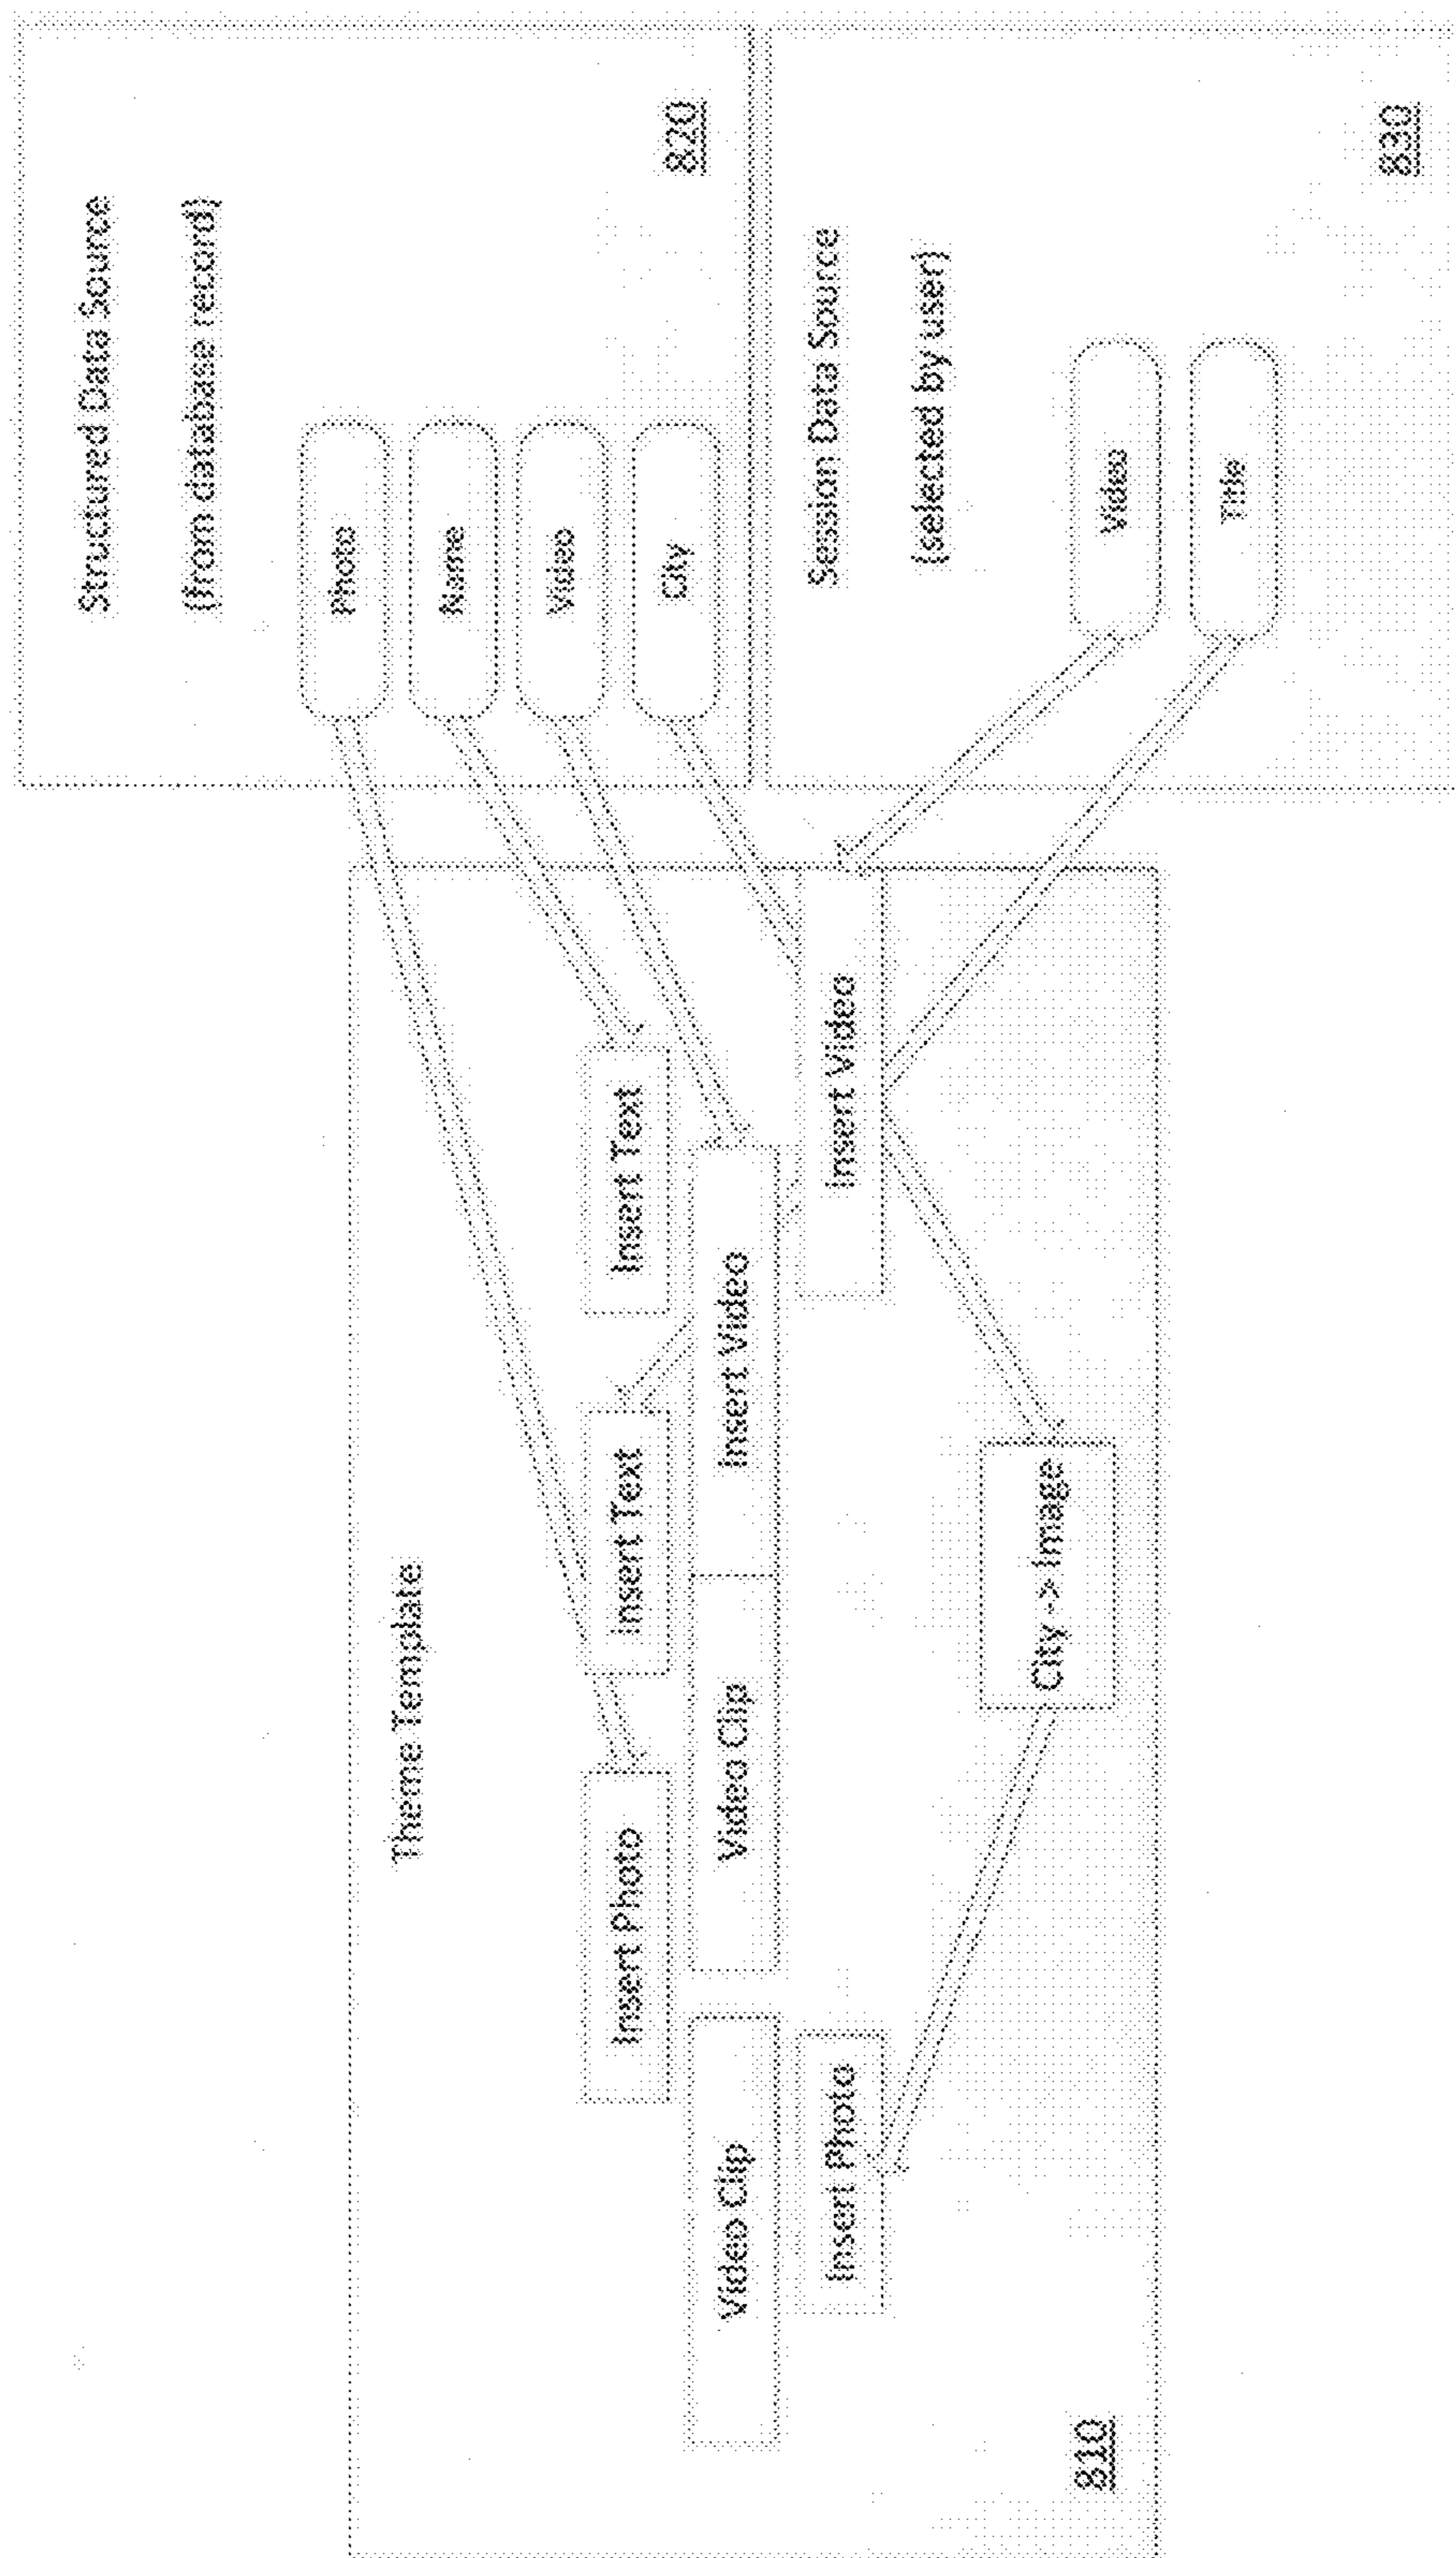 Theme Template
Insert Photo
Insert Text
Insert Text
Video Clip
Video Clip
Insert Video
Insert Photo
Insert Video
City -> Image
810
Structured Data Source
(from database record)
Photo
Name
Video
City
820
Session Data Source
(selected by user)
Video
Title
830